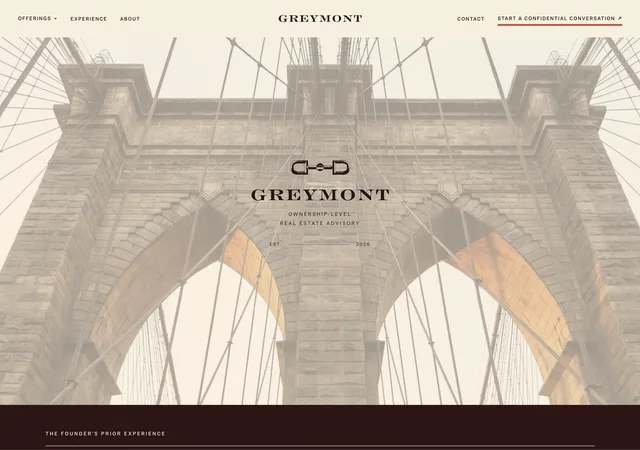 OFFERINGS
EXPERIENCE
ABOUT
GREYMONT
CONTACT
START A CONFIDENTIAL CONVERSATION ↗
GREYMONT
OWNERSHIP-LEVEL
REAL ESTATE ADVISORY
EST. 2026
THE FOUNDER'S PRIOR EXPERIENCE